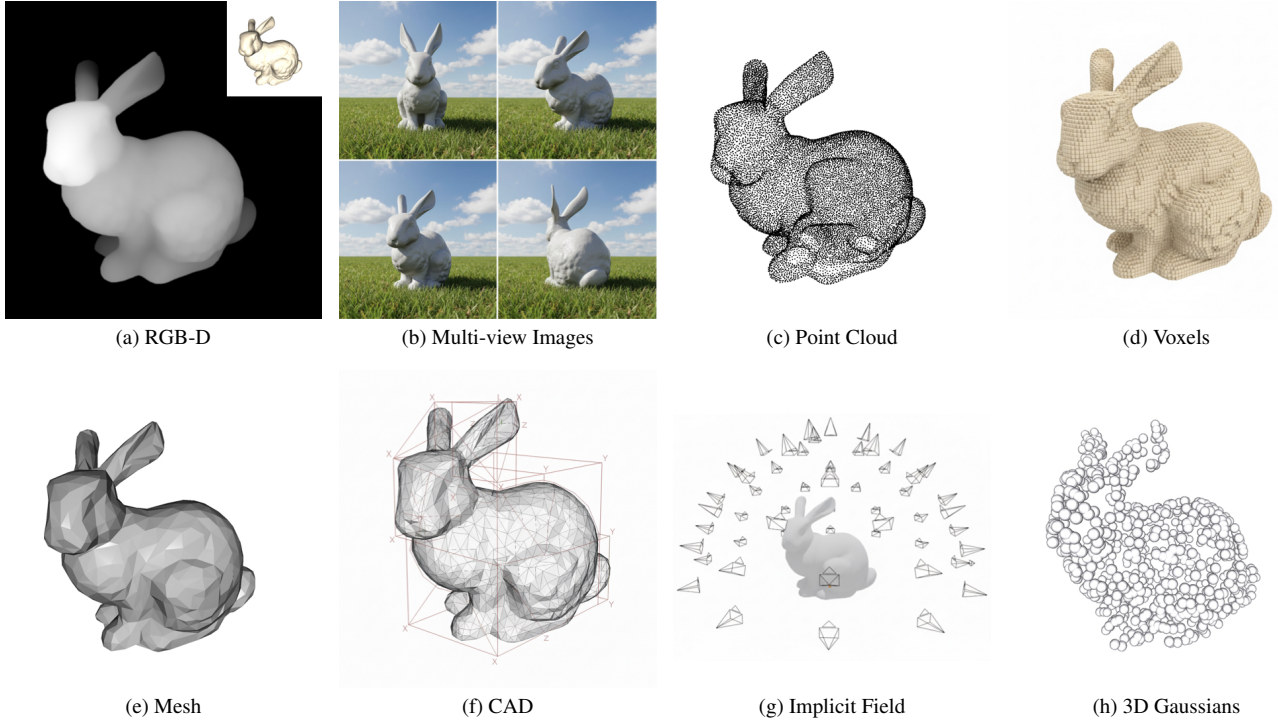 (a) RGB-D
(b) Multi-view Images
(c) Point Cloud
(d) Voxels
X
X
Z
X
Y
Y
Y
Z
X
Z
X
Y
X
(e) Mesh
(f) CAD
(g) Implicit Field
(h) 3D Gaussians